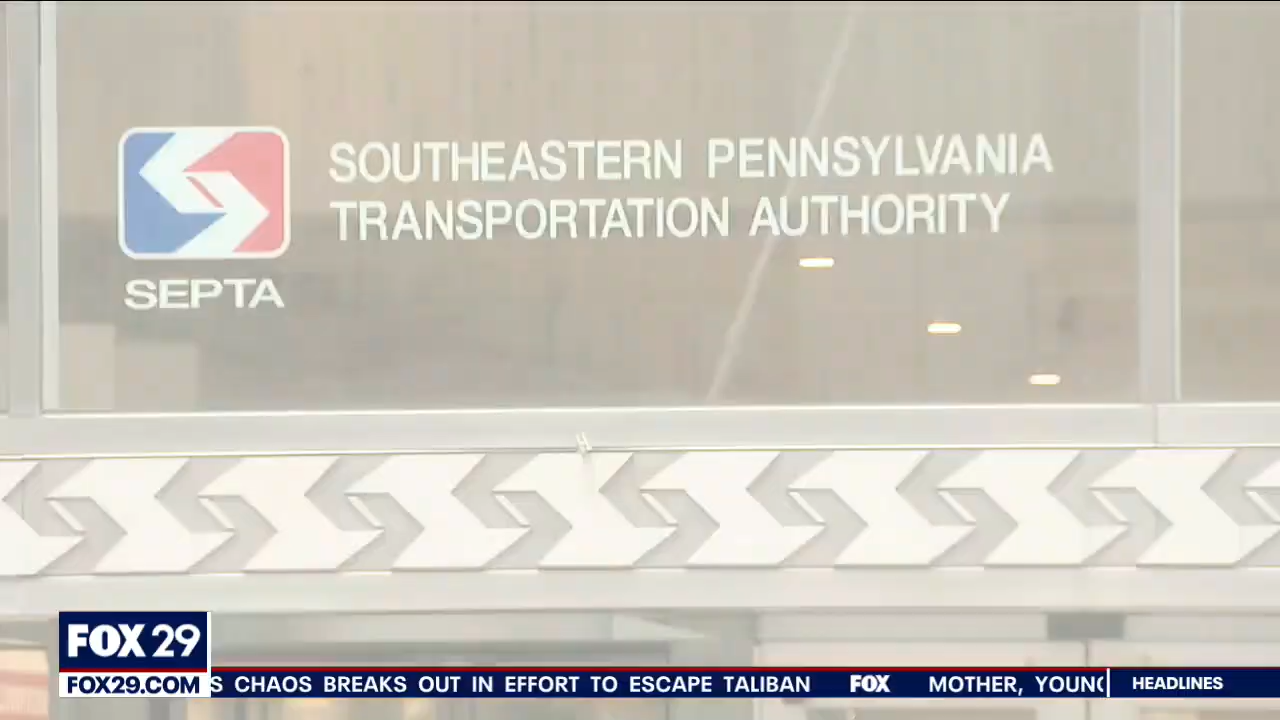 SOUTHEASTERN PENNSYLVANIA
TRANSPORTATION AUTHORITY
SEPTA
FOX 29
FOX29.COM
S CHAOS BREAKS OUT IN EFFORT TO ESCAPE TALIBAN FOX MOTHER, YOUNG HEADLINES